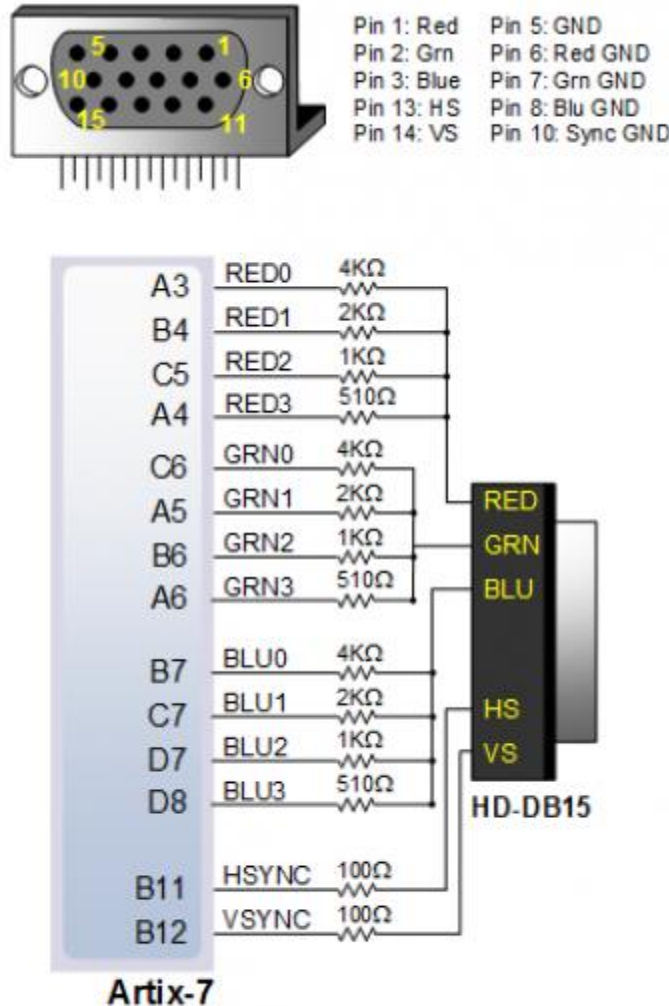 5 1
10 6
15 11
Pin 1: Red Pin 5: GND
Pin 2: Grn Pin 6: Red GND
Pin 3: Blue Pin 7: Grn GND
Pin 13: HS Pin 8: Blu GND
Pin 14: VS Pin 10: Sync GND
A3 RED0 4KΩ
B4 RED1 2KΩ
C5 RED2 1KΩ
A4 RED3 510Ω
C6 GRN0 4KΩ
A5 GRN1 2KΩ
B6 GRN2 1KΩ
A6 GRN3 510Ω
B7 BLU0 4KΩ
C7 BLU1 2KΩ
D7 BLU2 1KΩ
D8 BLU3 510Ω
B11 HSYNC 100Ω
B12 VSYNC 100Ω
RED
GRN
BLU
HS
VS
HD-DB15
Artix-7